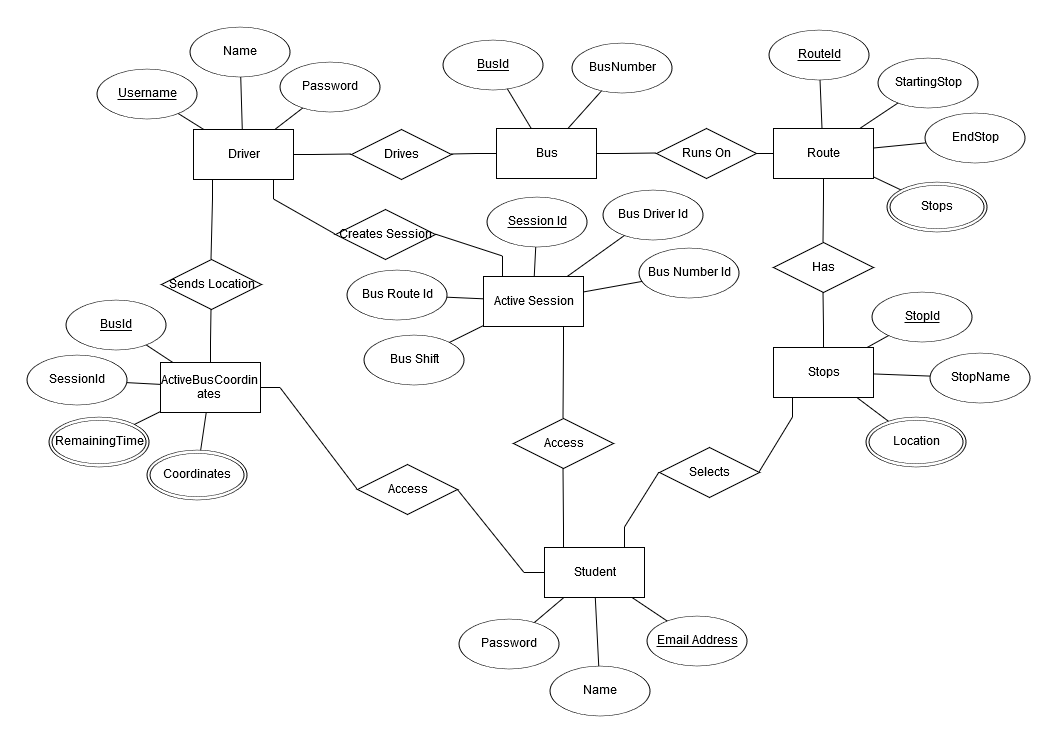 Name
BusId
BusNumber
RouteId
Username
Password
StartingStop
EndStop
Driver
Drives
Bus
Runs On
Route
Stops
Session Id
Bus Driver Id
Creates Session
Sends Location
Bus Route Id
Active Session
Bus Number Id
Has
BusId
Bus Shift
StopId
SessionId
ActiveBusCoordin
ates
Stops
StopName
RemainingTime
Coordinates
Access
Access
Selects
Location
Student
Password
Name
Email Address